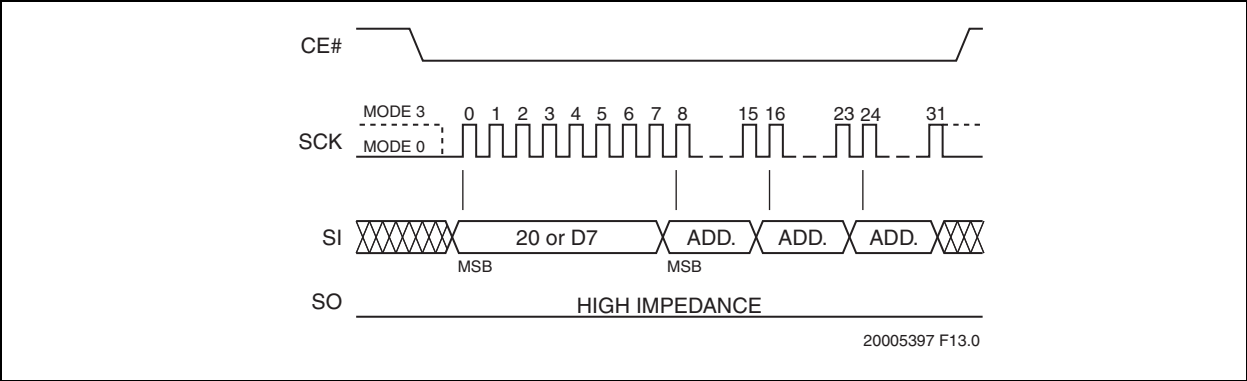 CE#
MODE 3
0 1 2 3 4 5 6 7 8 15 16 23 24 31
SCK
MODE 0
SI
20 or D7 ADD. ADD. ADD.
MSB MSB
SO
HIGH IMPEDANCE
20005397 F13.0